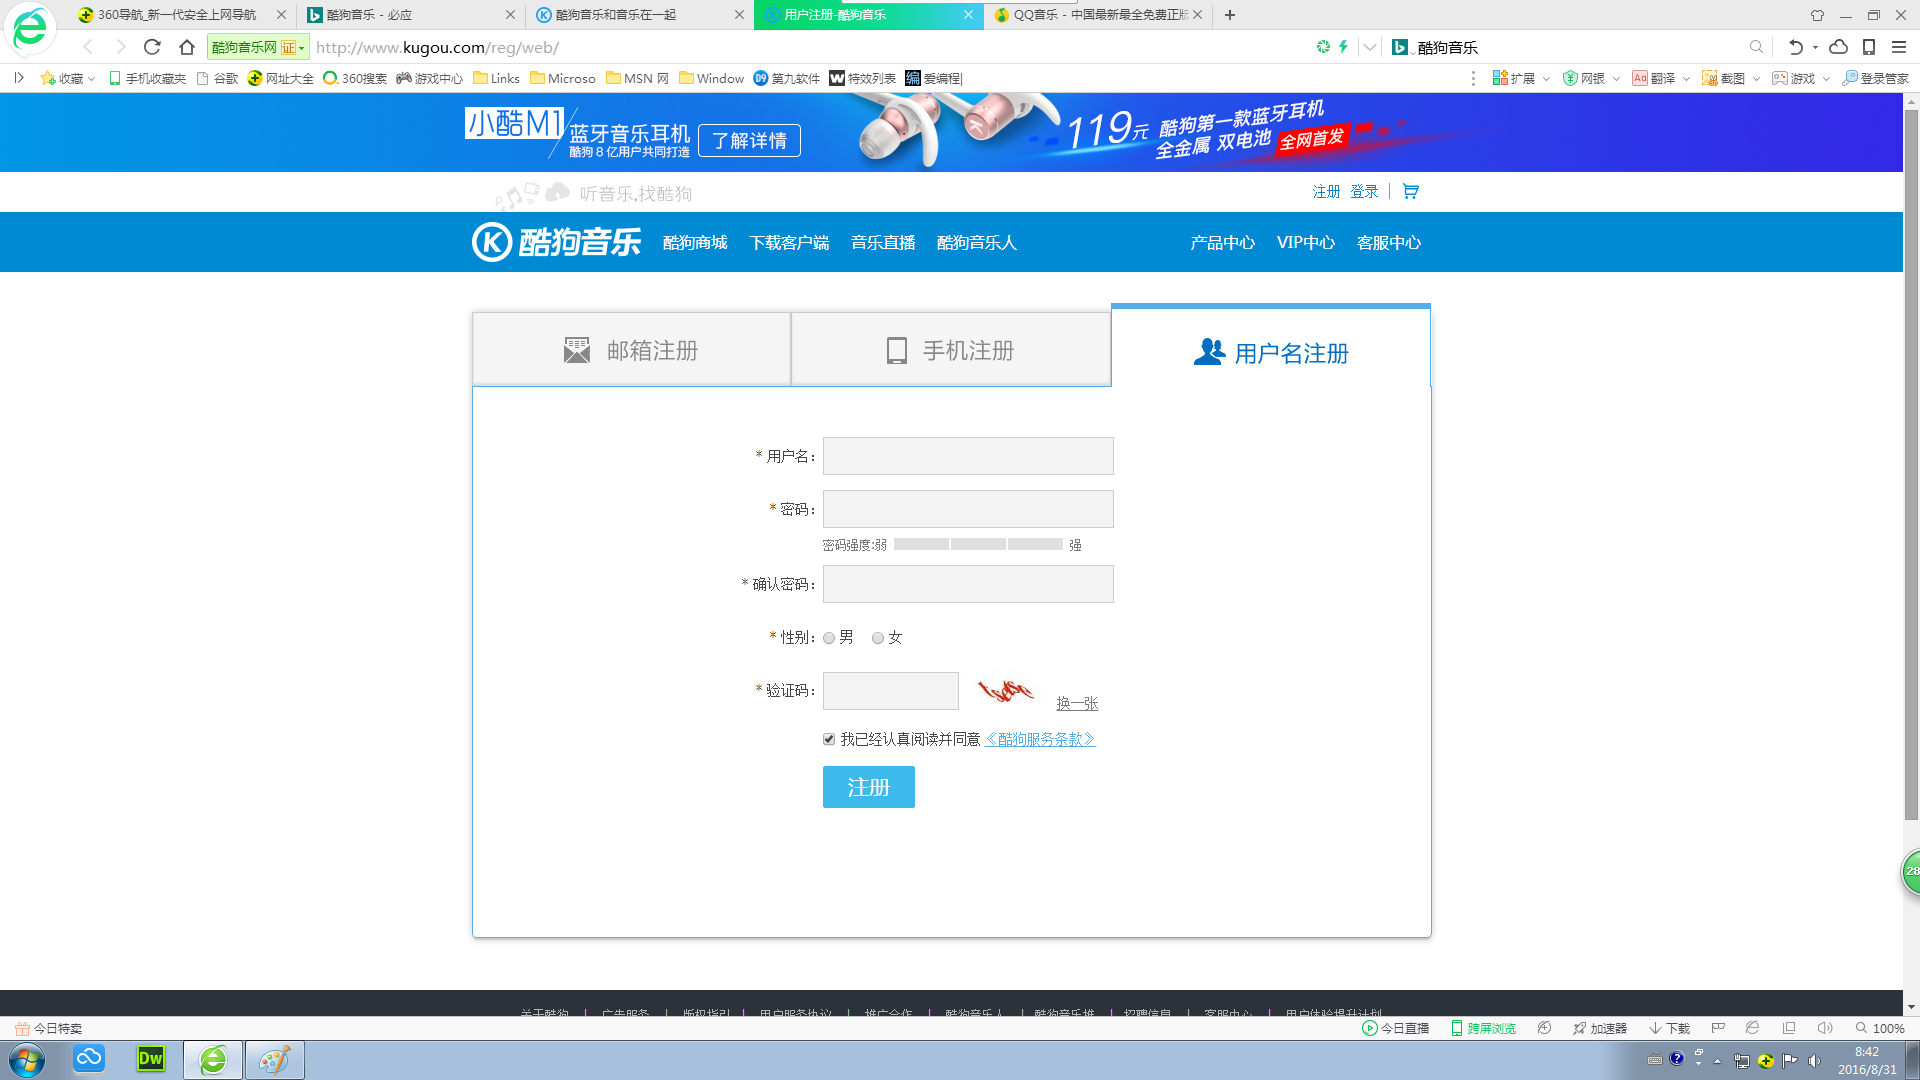 360导航_新一代安全上网导航
酷狗音乐 - 必应
酷狗音乐和音乐在一起
用户注册-酷狗音乐
QQ音乐 - 中国最新最全免费正版
酷狗音乐网 证
http://www.kugou.com/reg/web/
酷狗音乐
收藏 手机收藏夹 谷歌 网址大全 360搜索 游戏中心 Links Microso MSN 网 Window 第九软件 特效列表 爱编程|
扩展 网银 翻译 截图 游戏 登录管家
小酷M1
蓝牙音乐耳机
酷狗 8 亿用户共同打造
了解详情
119元
酷狗第一款蓝牙耳机
全金属 双电池 全网首发
听音乐,找酷狗
注册 登录
酷狗音乐 酷狗商城 下载客户端 音乐直播 酷狗音乐人 产品中心 VIP中心 客服中心
邮箱注册
手机注册
用户名注册
* 用户名：
* 密码：
密码强度:弱 强
* 确认密码：
* 性别： 男 女
* 验证码：
换一张
我已经认真阅读并同意 《酷狗服务条款》
注册
28
关于酷狗 | 广告服务 | 版权指引 | 用户服务协议 | 推广合作 | 酷狗音乐人 | 酷狗音乐推 | 招聘信息 | 客服中心 | 用户体验提升计划
今日特卖
今日直播 跨屏浏览 加速器 下载 100%
Dw
8:42
2016/8/31